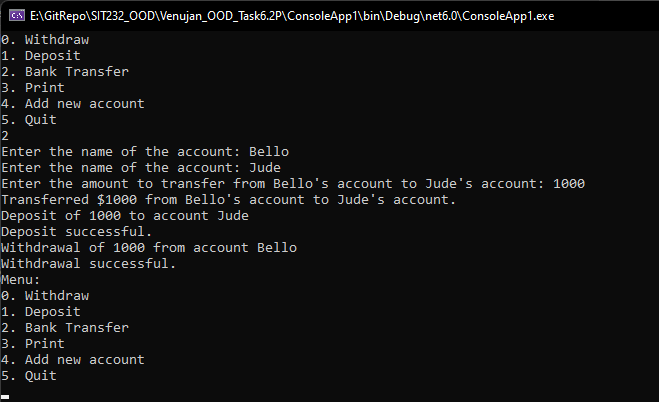 E:\GitRepo\SIT232_OOD\Venujan_OOD_Task6.2P\ConsoleApp1\bin\Debug\net6.0\ConsoleApp1.exe
0. Withdraw
1. Deposit
2. Bank Transfer
3. Print
4. Add new account
5. Quit
2
Enter the name of the account: Bello
Enter the name of the account: Jude
Enter the amount to transfer from Bello's account to Jude's account: 1000
Transferred $1000 from Bello's account to Jude's account.
Deposit of 1000 to account Jude
Deposit successful.
Withdrawal of 1000 from account Bello
Withdrawal successful.
Menu:
0. Withdraw
1. Deposit
2. Bank Transfer
3. Print
4. Add new account
5. Quit